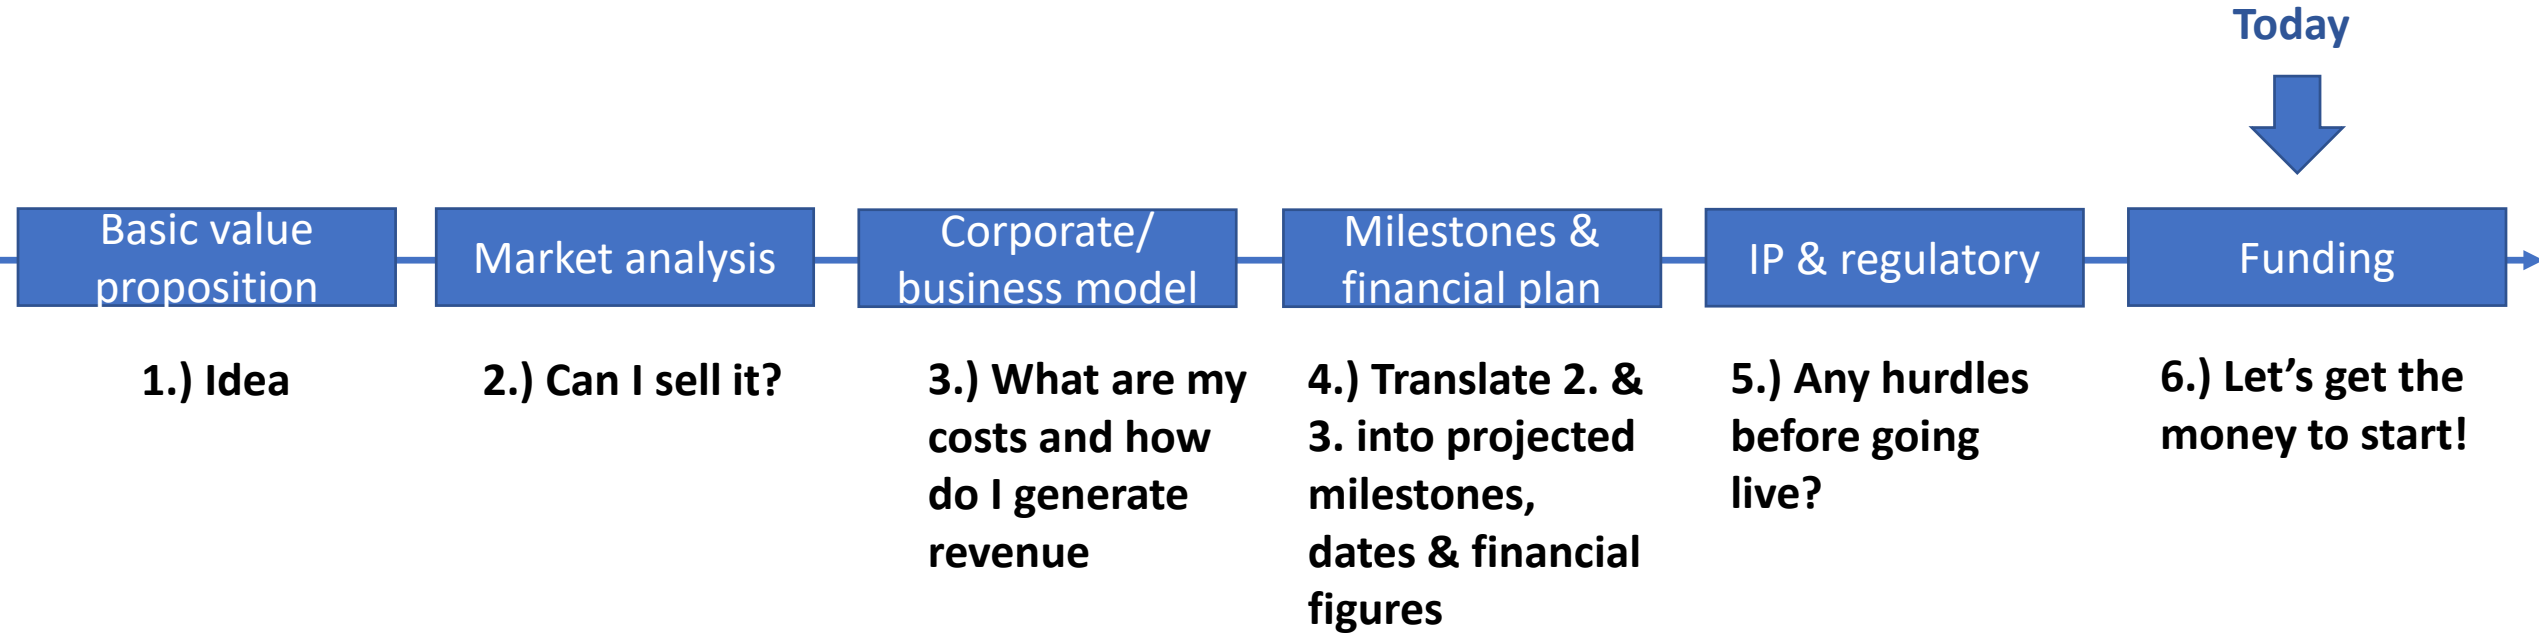 Today
Basic value
proposition
Market analysis
Corporate/
business model
Milestones &
financial plan
IP & regulatory
Funding
1.) Idea
2.) Can I sell it?
3.) What are my
costs and how
do I generate
revenue
4.) Translate 2. &
3. into projected
milestones,
dates & financial
figures
5.) Any hurdles
before going
live?
6.) Let’s get the
money to start!